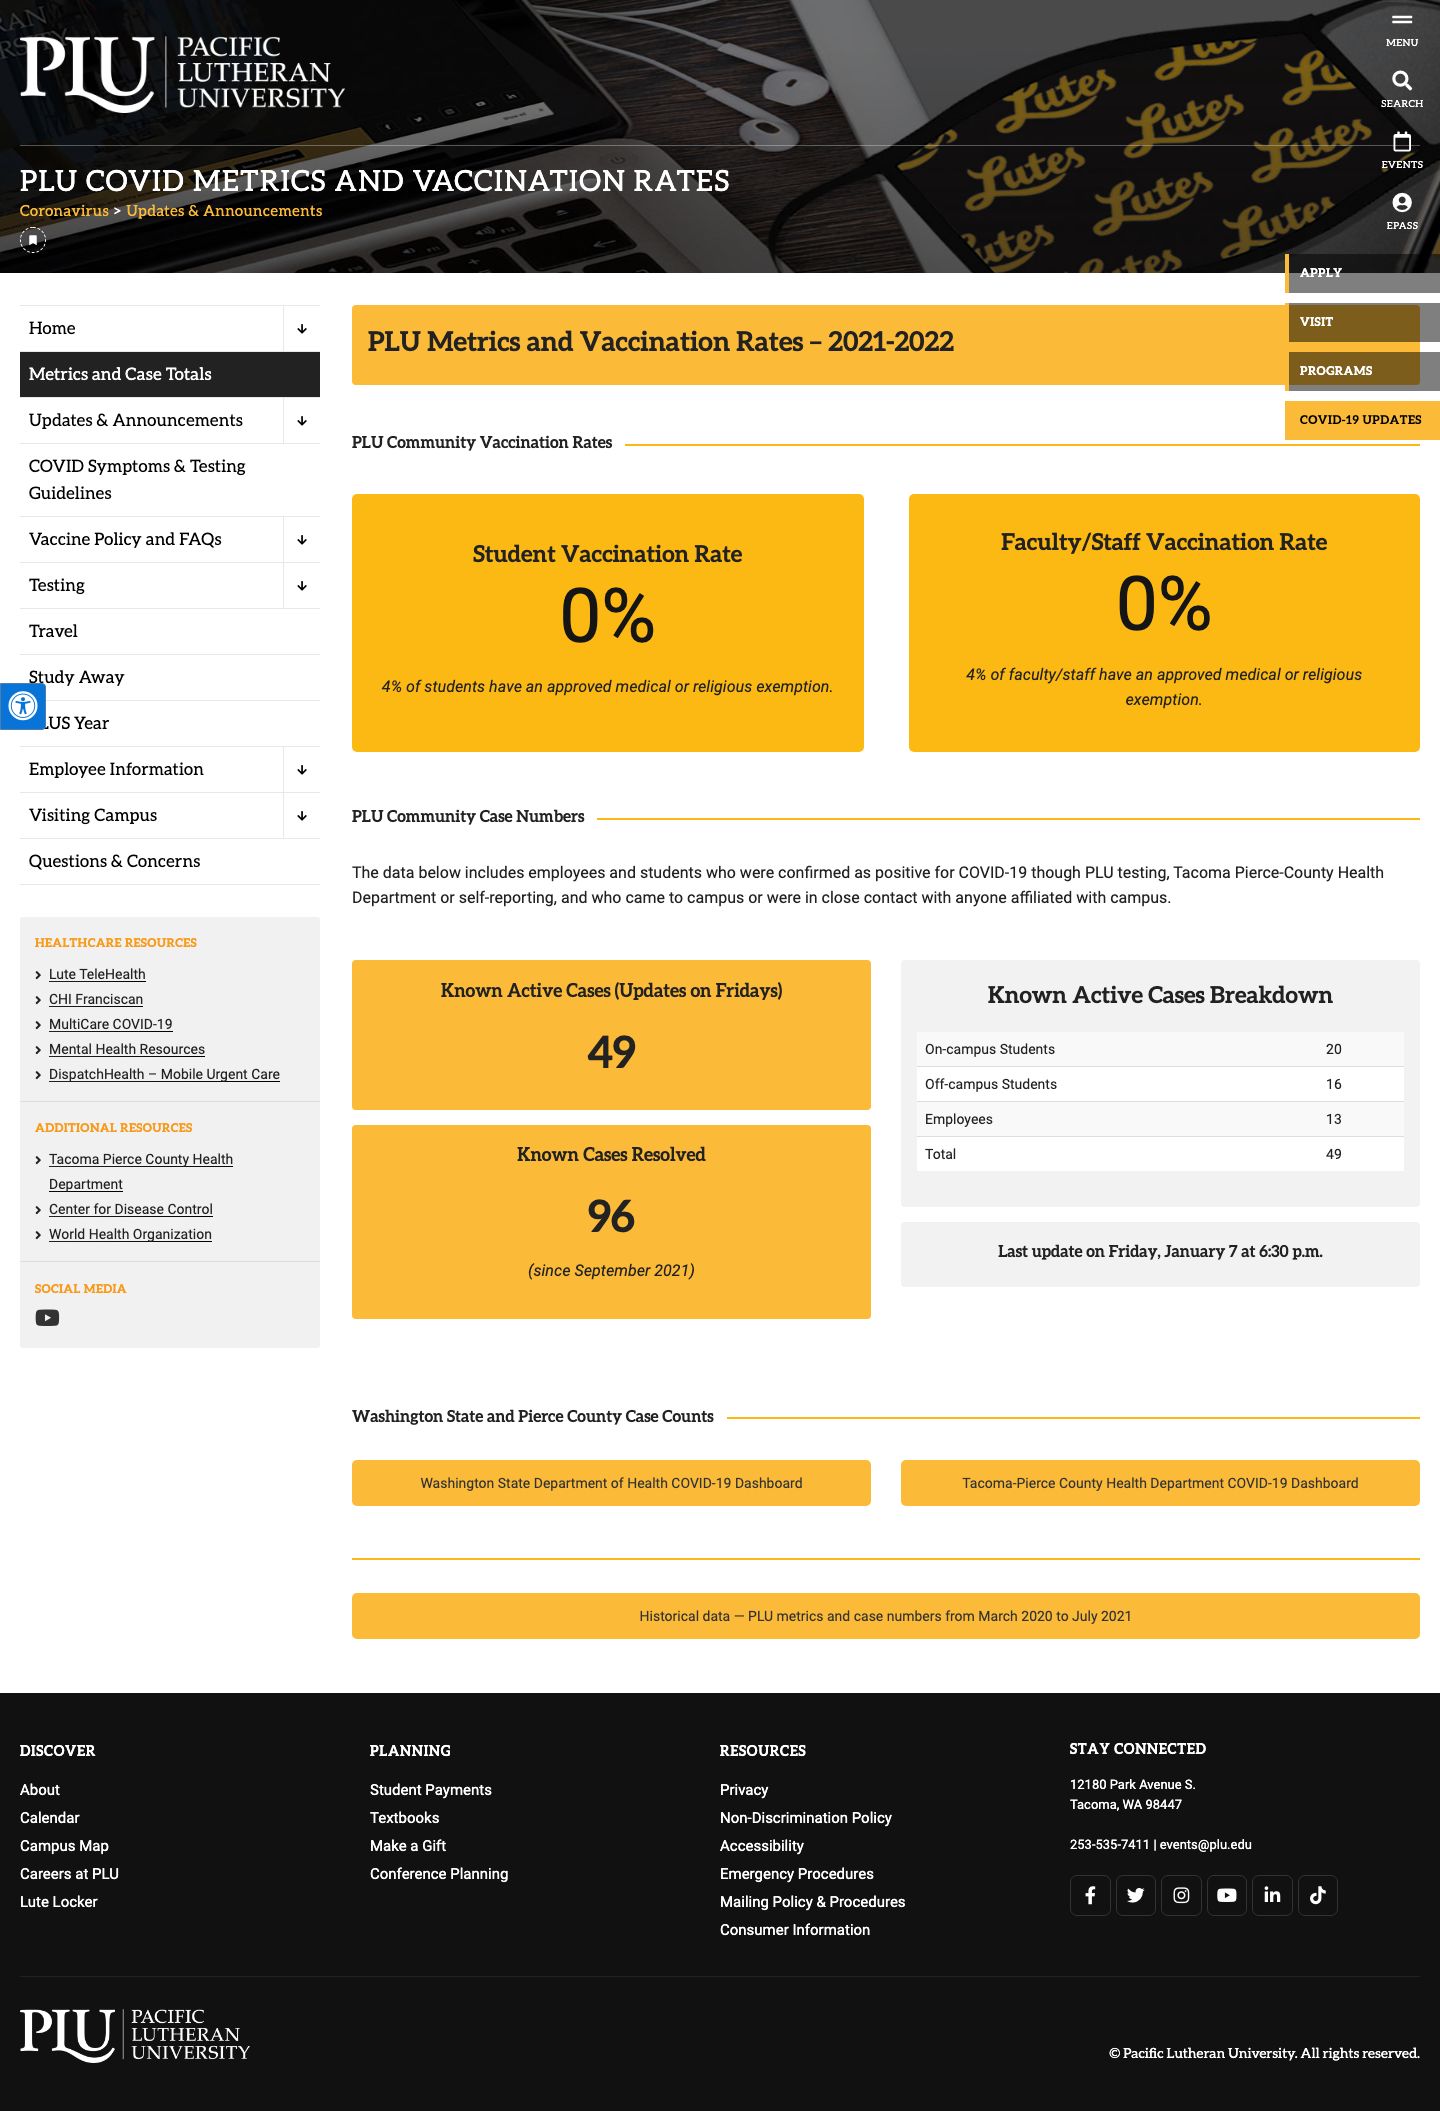 PLU PACIFIC
LUTHERAN
UNIVERSITY
MENU
SEARCH
EVENTS
EPASS
Lutes Lutes Lutes
Lutes Lutes Lutes
Lutes Lutes Lutes
PLU COVID METRICS AND VACCINATION RATES
Coronavirus > Updates & Announcements
APPLY
VISIT
PROGRAMS
COVID-19 UPDATES
Home
Metrics and Case Totals
Updates & Announcements
COVID Symptoms & Testing
Guidelines
Vaccine Policy and FAQs
Testing
Travel
Study Away
LUS Year
Employee Information
Visiting Campus
Questions & Concerns
HEALTHCARE RESOURCES
Lute TeleHealth
CHI Franciscan
MultiCare COVID-19
Mental Health Resources
DispatchHealth – Mobile Urgent Care
ADDITIONAL RESOURCES
Tacoma Pierce County Health
Department
Center for Disease Control
World Health Organization
SOCIAL MEDIA
PLU Metrics and Vaccination Rates – 2021-2022
PLU Community Vaccination Rates
Student Vaccination Rate
0%
4% of students have an approved medical or religious exemption.
Faculty/Staff Vaccination Rate
0%
4% of faculty/staff have an approved medical or religious
exemption.
PLU Community Case Numbers
The data below includes employees and students who were confirmed as positive for COVID-19 though PLU testing, Tacoma Pierce-County Health
Department or self-reporting, and who came to campus or were in close contact with anyone affiliated with campus.
Known Active Cases (Updates on Fridays)
49
Known Cases Resolved
96
(since September 2021)
Known Active Cases Breakdown
On-campus Students 20
Off-campus Students 16
Employees 13
Total 49
Last update on Friday, January 7 at 6:30 p.m.
Washington State and Pierce County Case Counts
Washington State Department of Health COVID-19 Dashboard
Tacoma-Pierce County Health Department COVID-19 Dashboard
Historical data — PLU metrics and case numbers from March 2020 to July 2021
DISCOVER
About
Calendar
Campus Map
Careers at PLU
Lute Locker
PLANNING
Student Payments
Textbooks
Make a Gift
Conference Planning
RESOURCES
Privacy
Non-Discrimination Policy
Accessibility
Emergency Procedures
Mailing Policy & Procedures
Consumer Information
STAY CONNECTED
12180 Park Avenue S.
Tacoma, WA 98447
253-535-7411 | events@plu.edu
PLU PACIFIC
LUTHERAN
UNIVERSITY
© Pacific Lutheran University. All rights reserved.